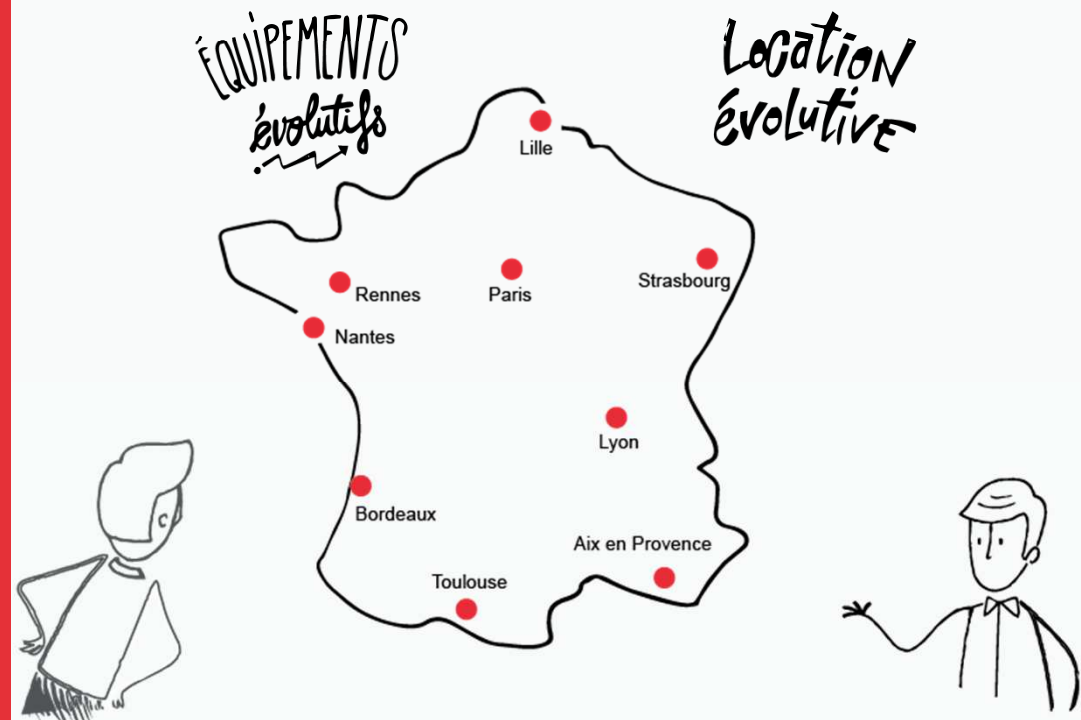 ÉQUIPEMENTS
évolutifs
Location
évolutive
Lille
Strasbourg
Rennes
Paris
Nantes
Lyon
Bordeaux
Aix en Provence
Toulouse